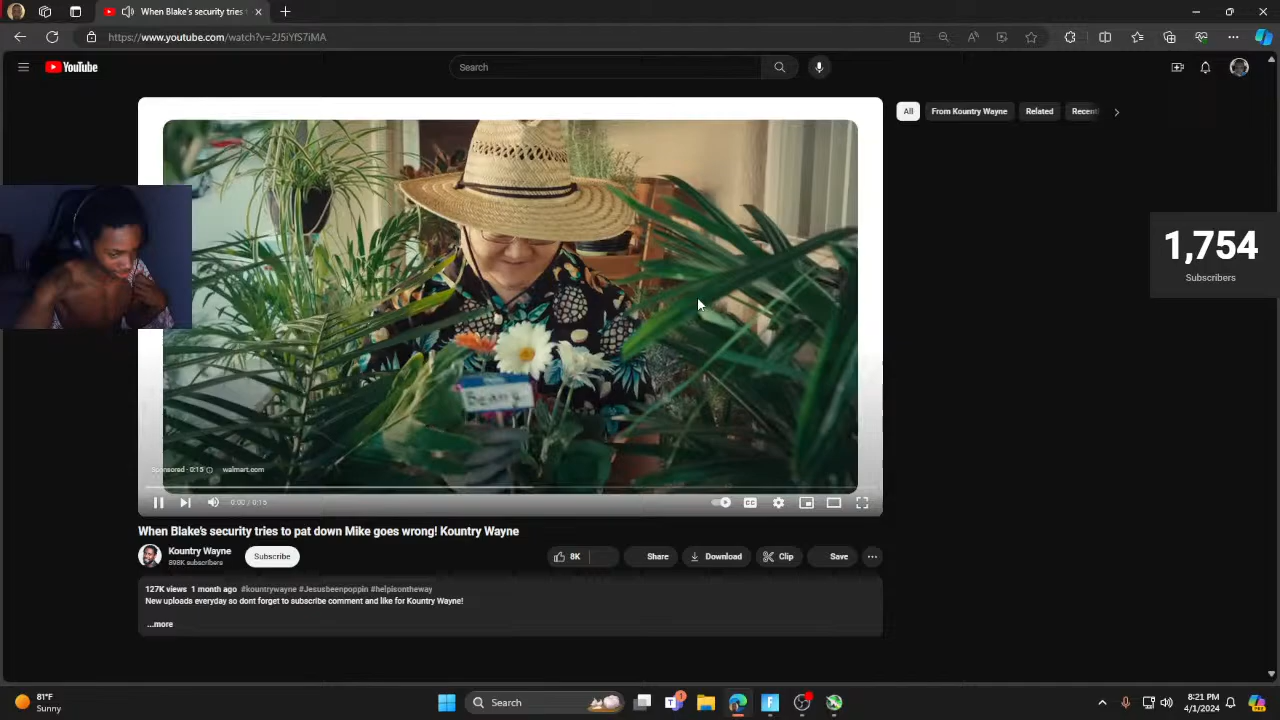 When Blake's security tries
https://www.youtube.com/watch?v=2J5iYfS7iMA
YouTube
Search
All
From Kountry Wayne
Related
Recent
1,754
Subscribers
Beany
Sponsored · 0:15
walmart.com
0:00 / 0:15
CC
When Blake's security tries to pat down Mike goes wrong! Kountry Wayne
Kountry Wayne
898K subscribers
Subscribe
8K
Share
Download
Clip
Save
127K views 1 month ago #kountrywayne #Jesusbeenpoppin #helpisontheway
New uploads everyday so dont forget to subscribe comment and like for Kountry Wayne!
...more
81°F
Sunny
Search
8:21 PM
4/3/2024